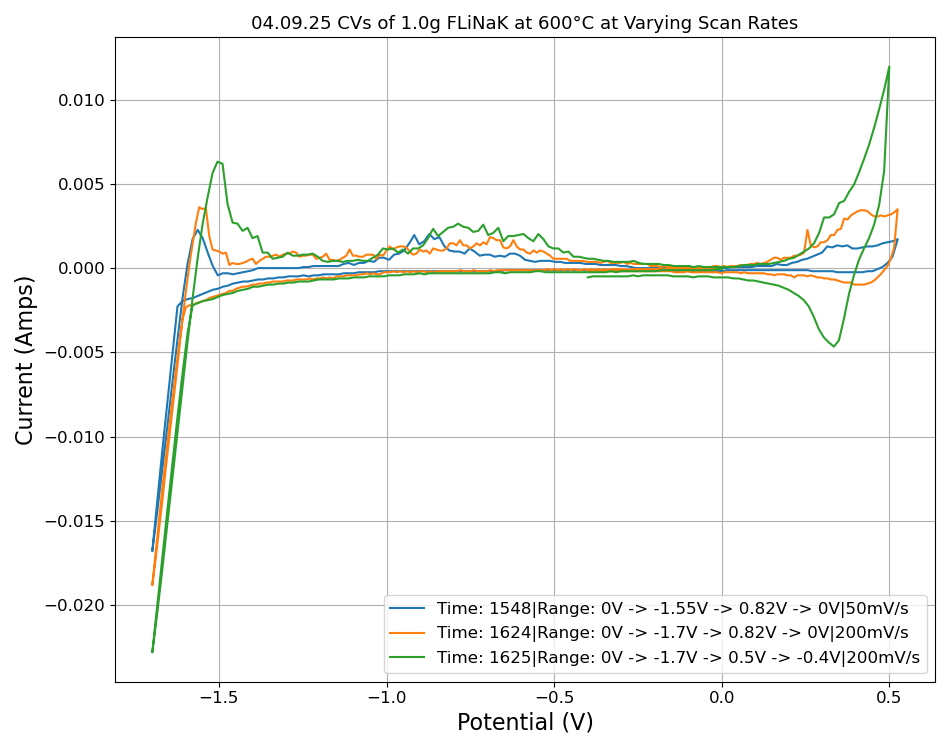 04.09.25 CVs of 1.0g FLiNaK at 600°C at Varying Scan Rates
Current (Amps)
0.010
0.005
0.000
−0.005
−0.010
−0.015
−0.020
Time: 1548|Range: 0V -> -1.55V -> 0.82V -> 0V|50mV/s
Time: 1624|Range: 0V -> -1.7V -> 0.82V -> 0V|200mV/s
Time: 1625|Range: 0V -> -1.7V -> 0.5V -> -0.4V|200mV/s
−1.5 −1.0 −0.5 0.0 0.5
Potential (V)